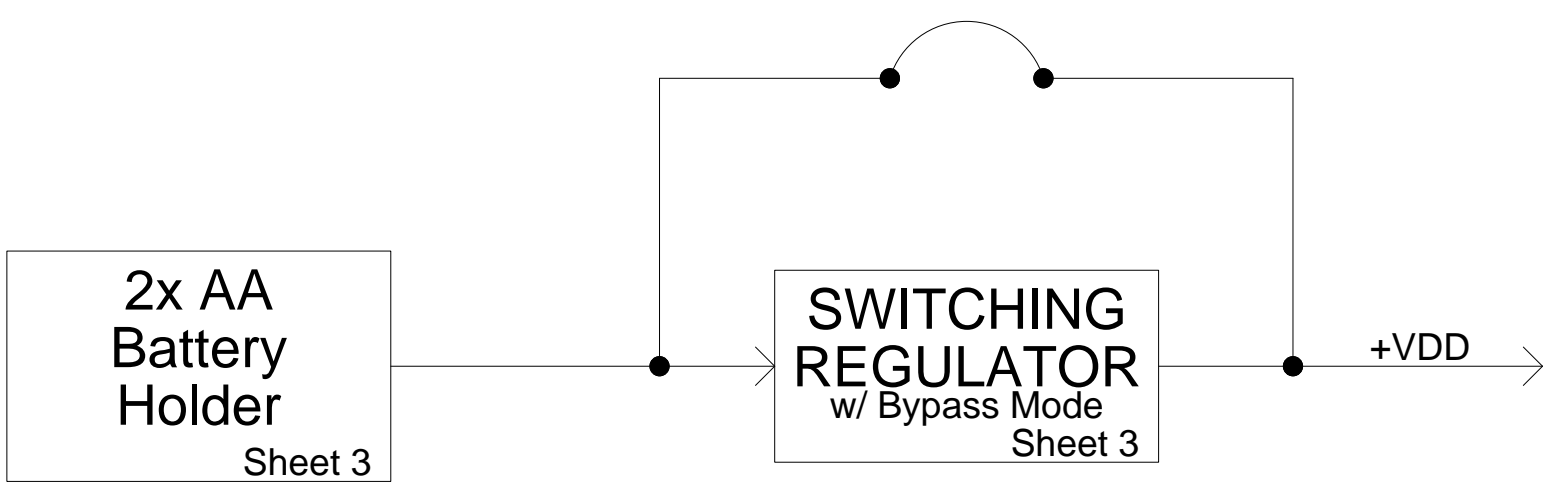 2x AA
Battery
Holder
Sheet 3
SWITCHING
REGULATOR
w/ Bypass Mode
Sheet 3
+VDD